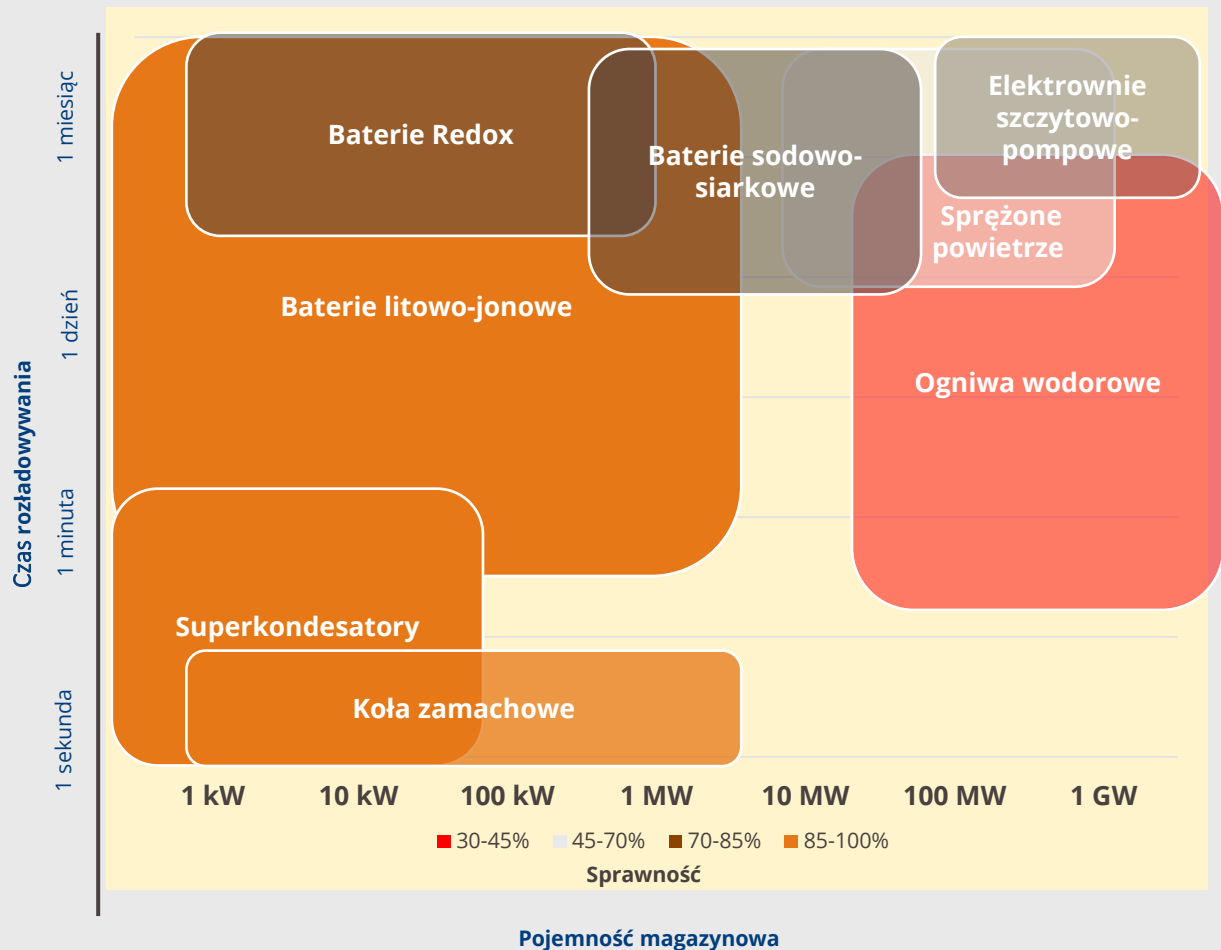 Czas rozładowywania
1 miesiąc
1 dzień
1 minuta
1 sekunda
Baterie Redox
Baterie sodowo-
siarkowe
Elektrownie
szczytowo-
pompowe
Sprężone
powietrze
Baterie litowo-jonowe
Ogniwa wodorowe
Superkondesatory
Koła zamachowe
1 kW 10 kW 100 kW 1 MW 10 MW 100 MW 1 GW
30-45% 45-70% 70-85% 85-100%
Sprawność
Pojemność magazynowa